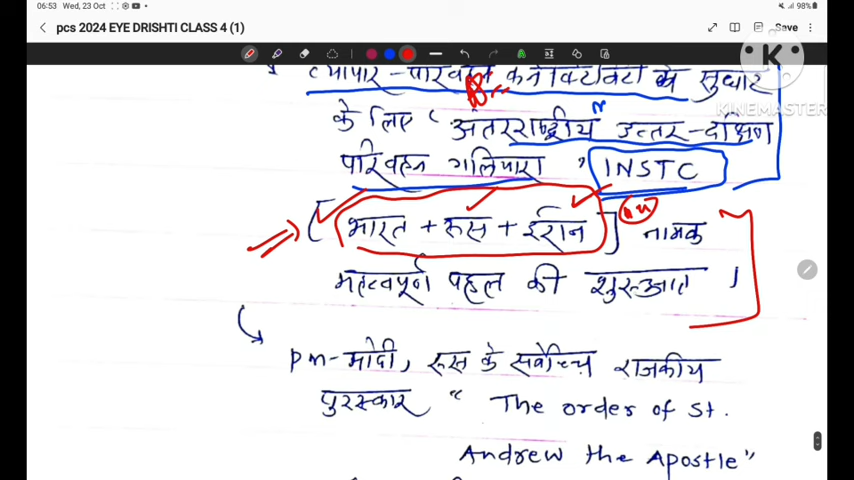 06:53 Wed, 23 Oct 98%
pcs 2024 EYE DRISHTI CLASS 4 (1) Save
KINEMASTER
व्यापार-परिवहन कनेक्टिविटी के सुधार
के लिए "अंतरराष्ट्रीय उत्तर-दक्षिण
परिवहन गलियारा" INSTC
[भारत + रूस + ईरान] नामक
महत्वपूर्ण पहल की शुरुआत।
PM-मोदी, रूस के सर्वोच्च राजकीय
पुरस्कार "The order of St.
Andrew the Apostle"